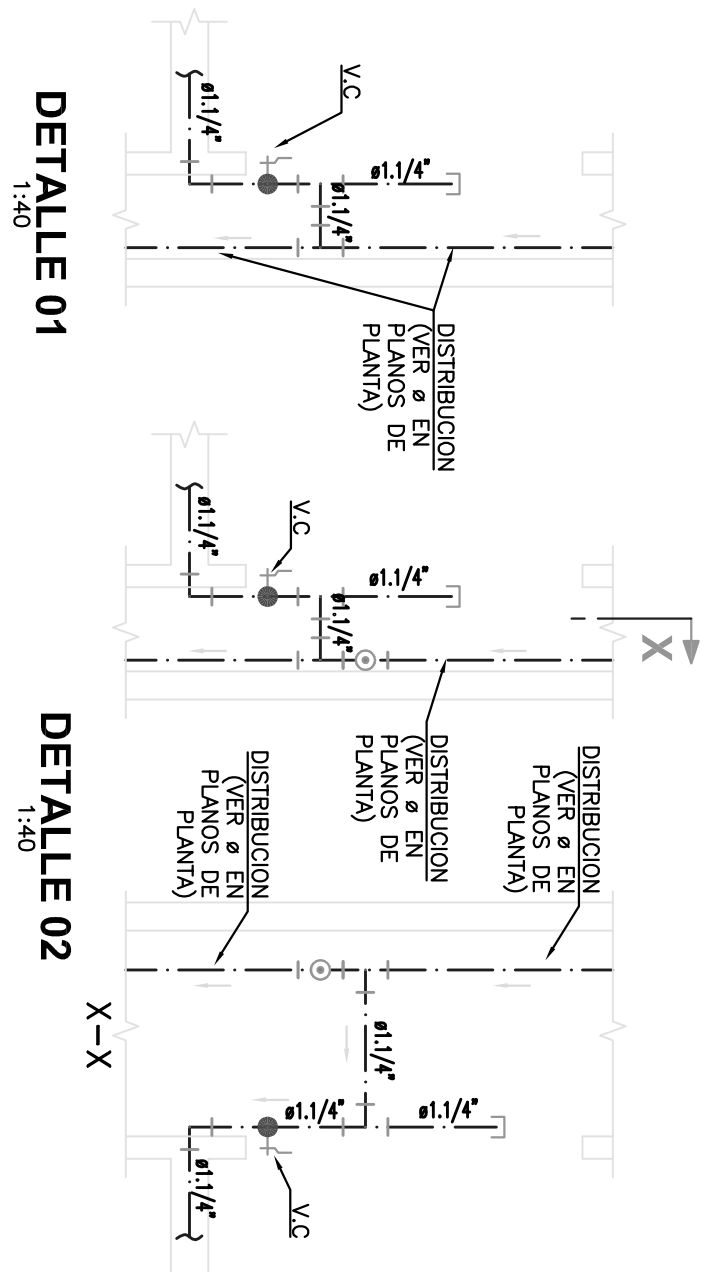 V.C
ø1.1/4"
ø1.1/4"
ø1.1/4"
DISTRIBUCION
(VER ø EN
PLANOS DE
PLANTA)
DETALLE 01
1:40
V.C
ø1.1/4"
ø1.1/4"
ø1.1/4"
X
DISTRIBUCION
(VER ø EN
PLANOS DE
PLANTA)
DETALLE 02
1:40
DISTRIBUCION
(VER ø EN
PLANOS DE
PLANTA)
DISTRIBUCION
(VER ø EN
PLANOS DE
PLANTA)
ø1.1/4"
ø1.1/4"
ø1.1/4"
ø1.1/4"
V.C
X-X